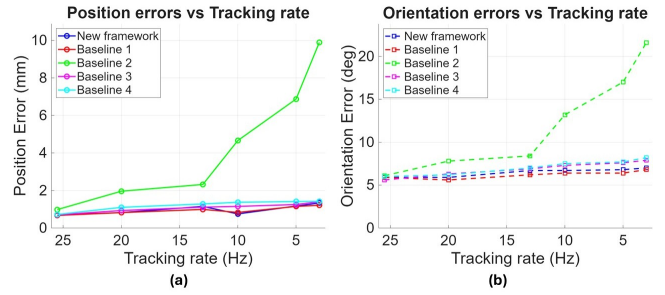 Position errors vs Tracking rate
10
8
6
4
2
0
Position Error (mm)
New framework
Baseline 1
Baseline 2
Baseline 3
Baseline 4
25
20
15
10
5
Tracking rate (Hz)
(a)
Orientation errors vs Tracking rate
20
15
10
5
0
Orientation Error (deg)
New framework
Baseline 1
Baseline 2
Baseline 3
Baseline 4
25
20
15
10
5
Tracking rate (Hz)
(b)